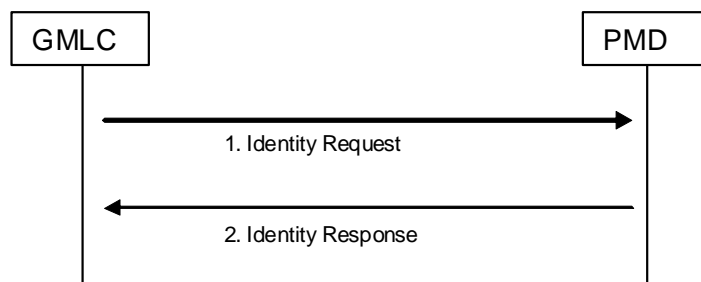 GMLC
PMD
1. Identity Request
2. Identity Response